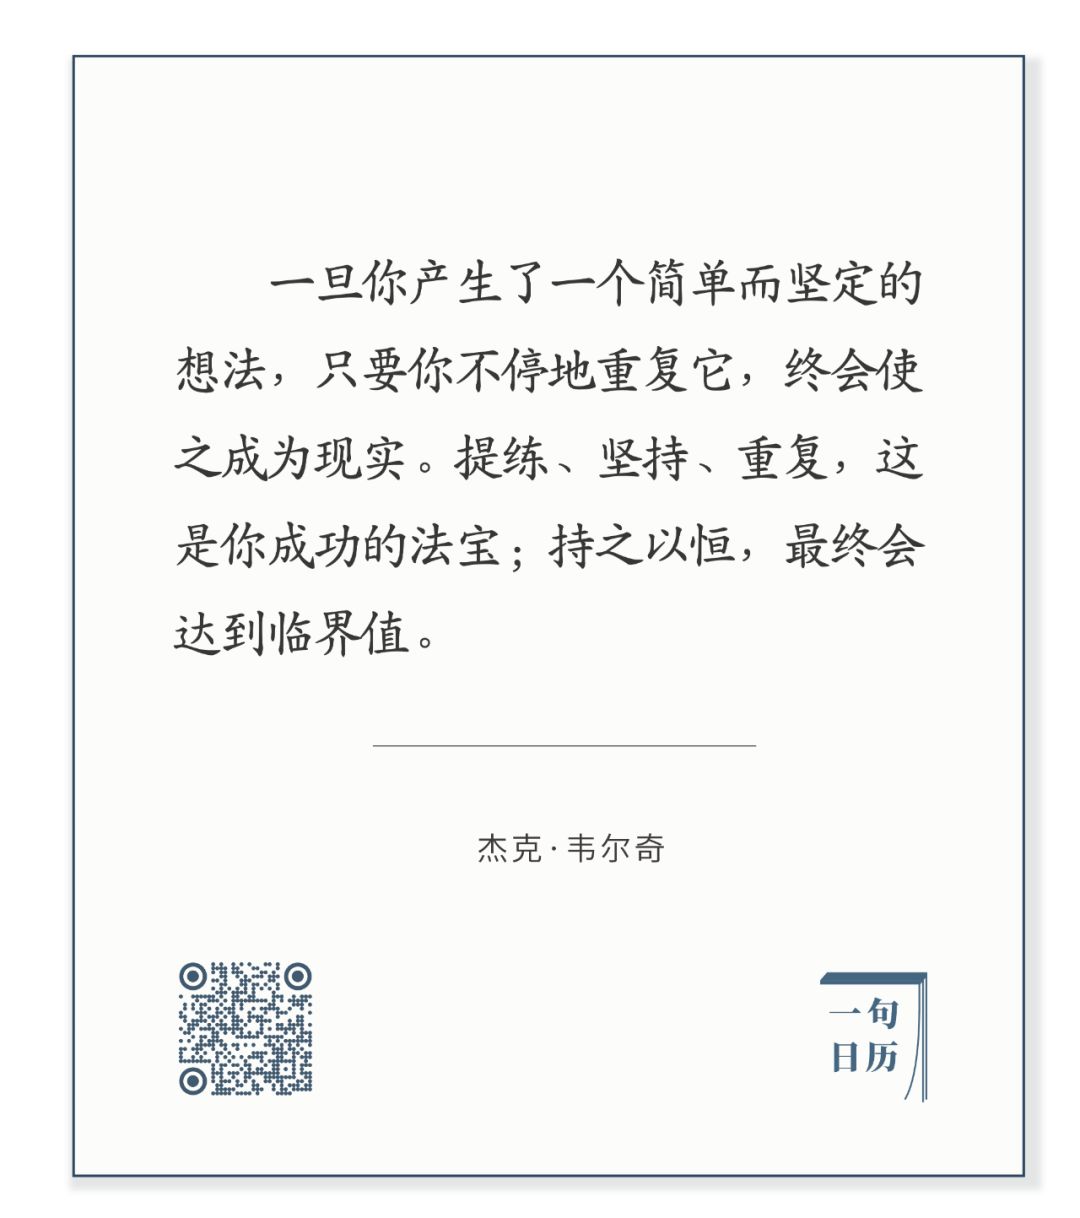 一旦你产生了一个简单而坚定的
想法，只要你不停地重复它，终会使
之成为现实。提练、坚持、重复，这
是你成功的法宝；持之以恒，最终会
达到临界值。
杰克·韦尔奇
一句
日历